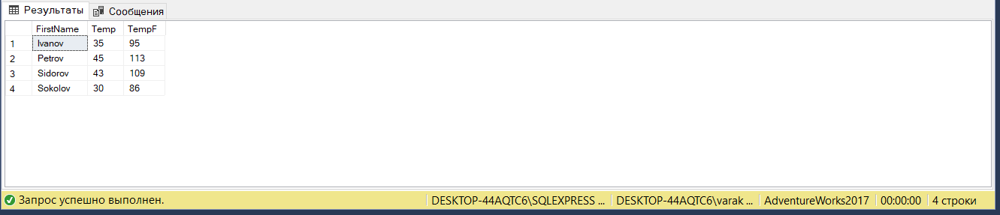 Результаты Сообщения
FirstName Temp TempF
1 Ivanov 35 95
2 Petrov 45 113
3 Sidorov 43 109
4 Sokolov 30 86
Запрос успешно выполнен. DESKTOP-44AQTC6\SQLEXPRESS ... DESKTOP-44AQTC6\varak ... AdventureWorks2017 00:00:00 4 строки